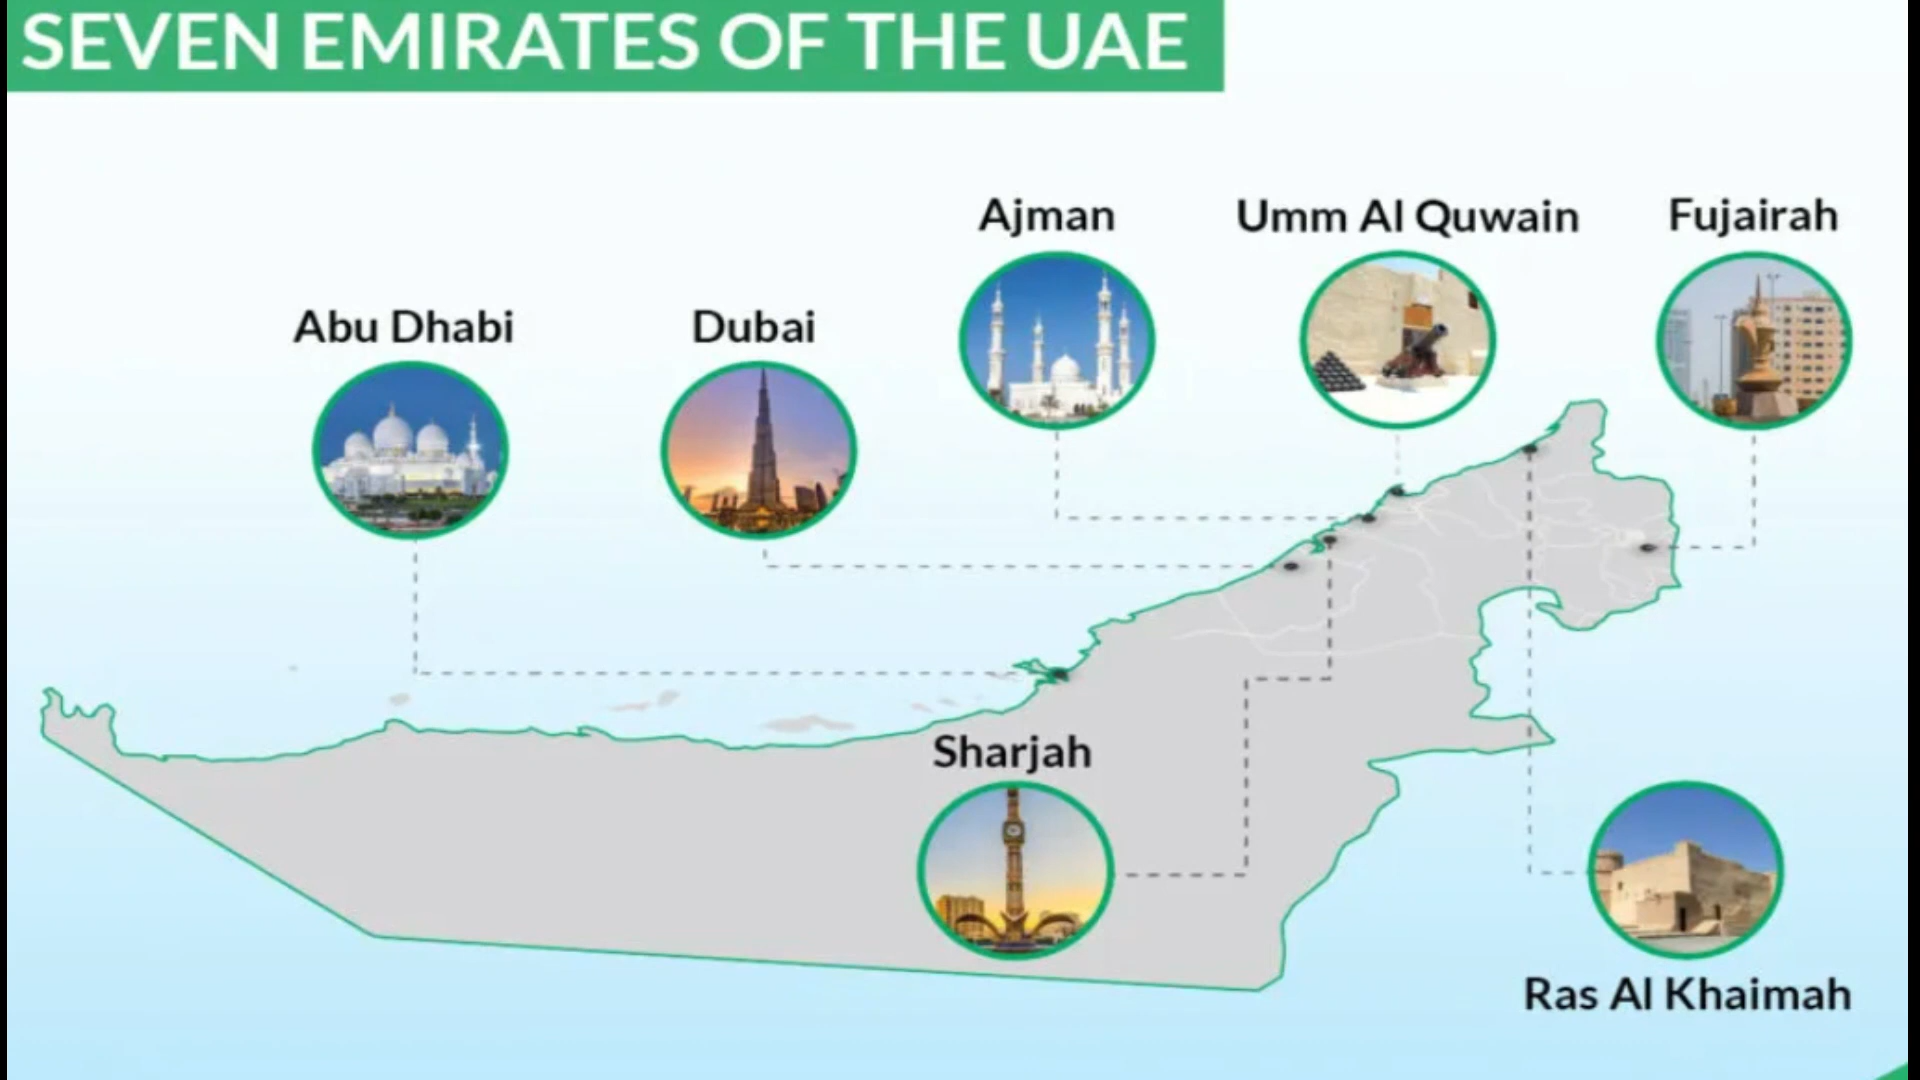 SEVEN EMIRATES OF THE UAE
Ajman
Umm Al Quwain
Fujairah
Abu Dhabi
Dubai
Sharjah
Ras Al Khaimah